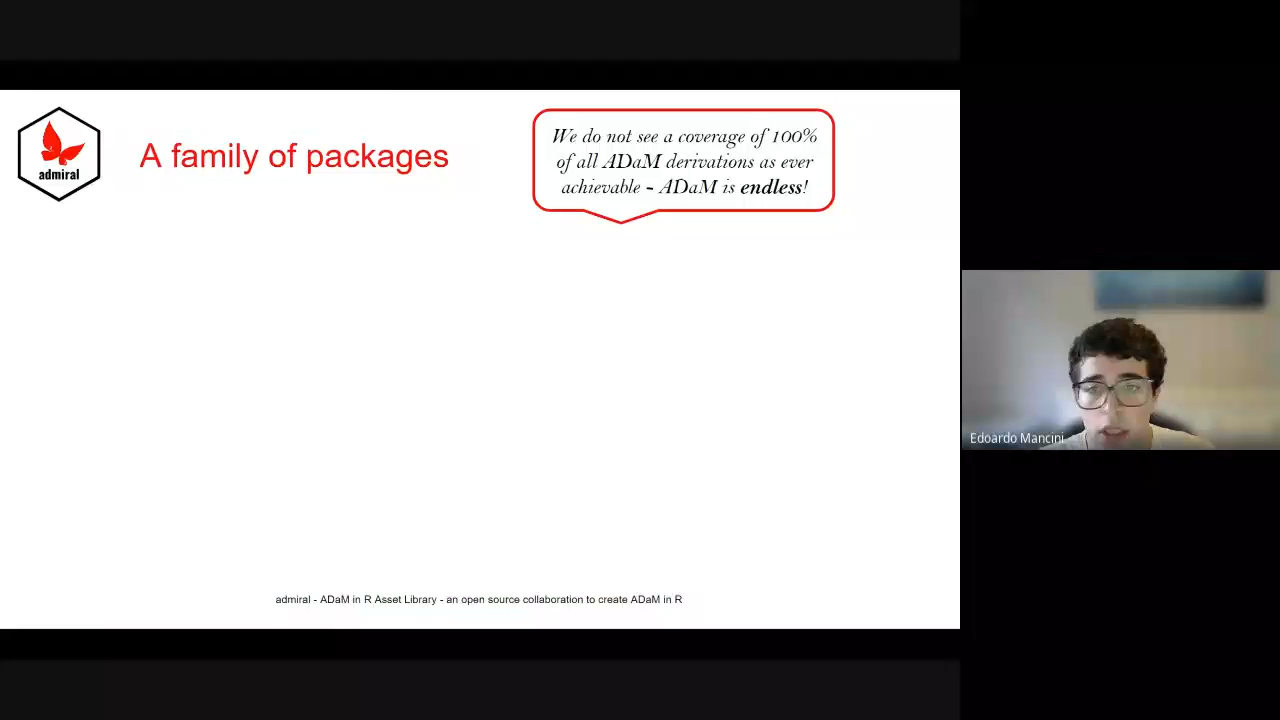 admiral
A family of packages
We do not see a coverage of 100%
of all ADaM derivations as ever
achievable - ADaM is endless!
Edoardo Mancini
admiral - ADaM in R Asset Library - an open source collaboration to create ADaM in R